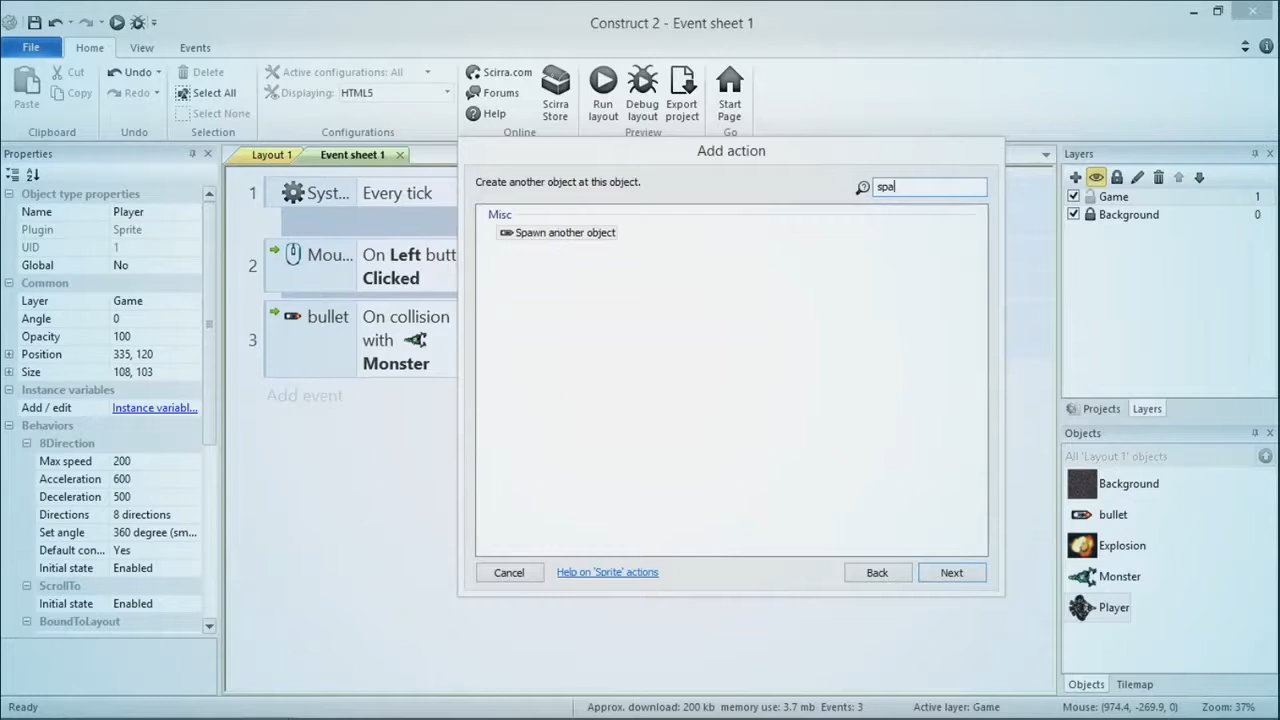 Construct 2 - Event sheet 1
File Home View Events
Paste
Cut
Copy
Clipboard
Undo
Redo
Undo
Delete
Select All
Select None
Selection
Active configurations: All
Displaying: HTML5
Configurations
Scirra.com
Forums
Help
Scirra Store
Online
Run layout
Debug layout
Export project
Preview
Start Page
Go
Properties
Object type properties
Name Player
Plugin Sprite
UID 1
Global No
Common
Layer Game
Angle 0
Opacity 100
Position 335, 120
Size 108, 103
Instance variables
Add / edit Instance variabl...
Behaviors
8Direction
Max speed 200
Acceleration 600
Deceleration 500
Directions 8 directions
Set angle 360 degree (sm...
Default con... Yes
Initial state Enabled
ScrollTo
Initial state Enabled
BoundToLayout
Layout 1 Event sheet 1
1 Syst... Every tick
2 Mou... On Left butt
Clicked
3 bullet On collision
with
Monster
Add event
Add action
Create another object at this object.
spa
Misc
Spawn another object
Cancel Help on 'Sprite' actions Back Next
Layers
Game 1
Background 0
Projects Layers
Objects
All 'Layout 1' objects
Background
bullet
Explosion
Monster
Player
Objects Tilemap
Ready Approx. download: 200 kb memory use: 3.7 mb Events: 3 Active layer: Game Mouse: (974.4, -269.9, 0) Zoom: 37%